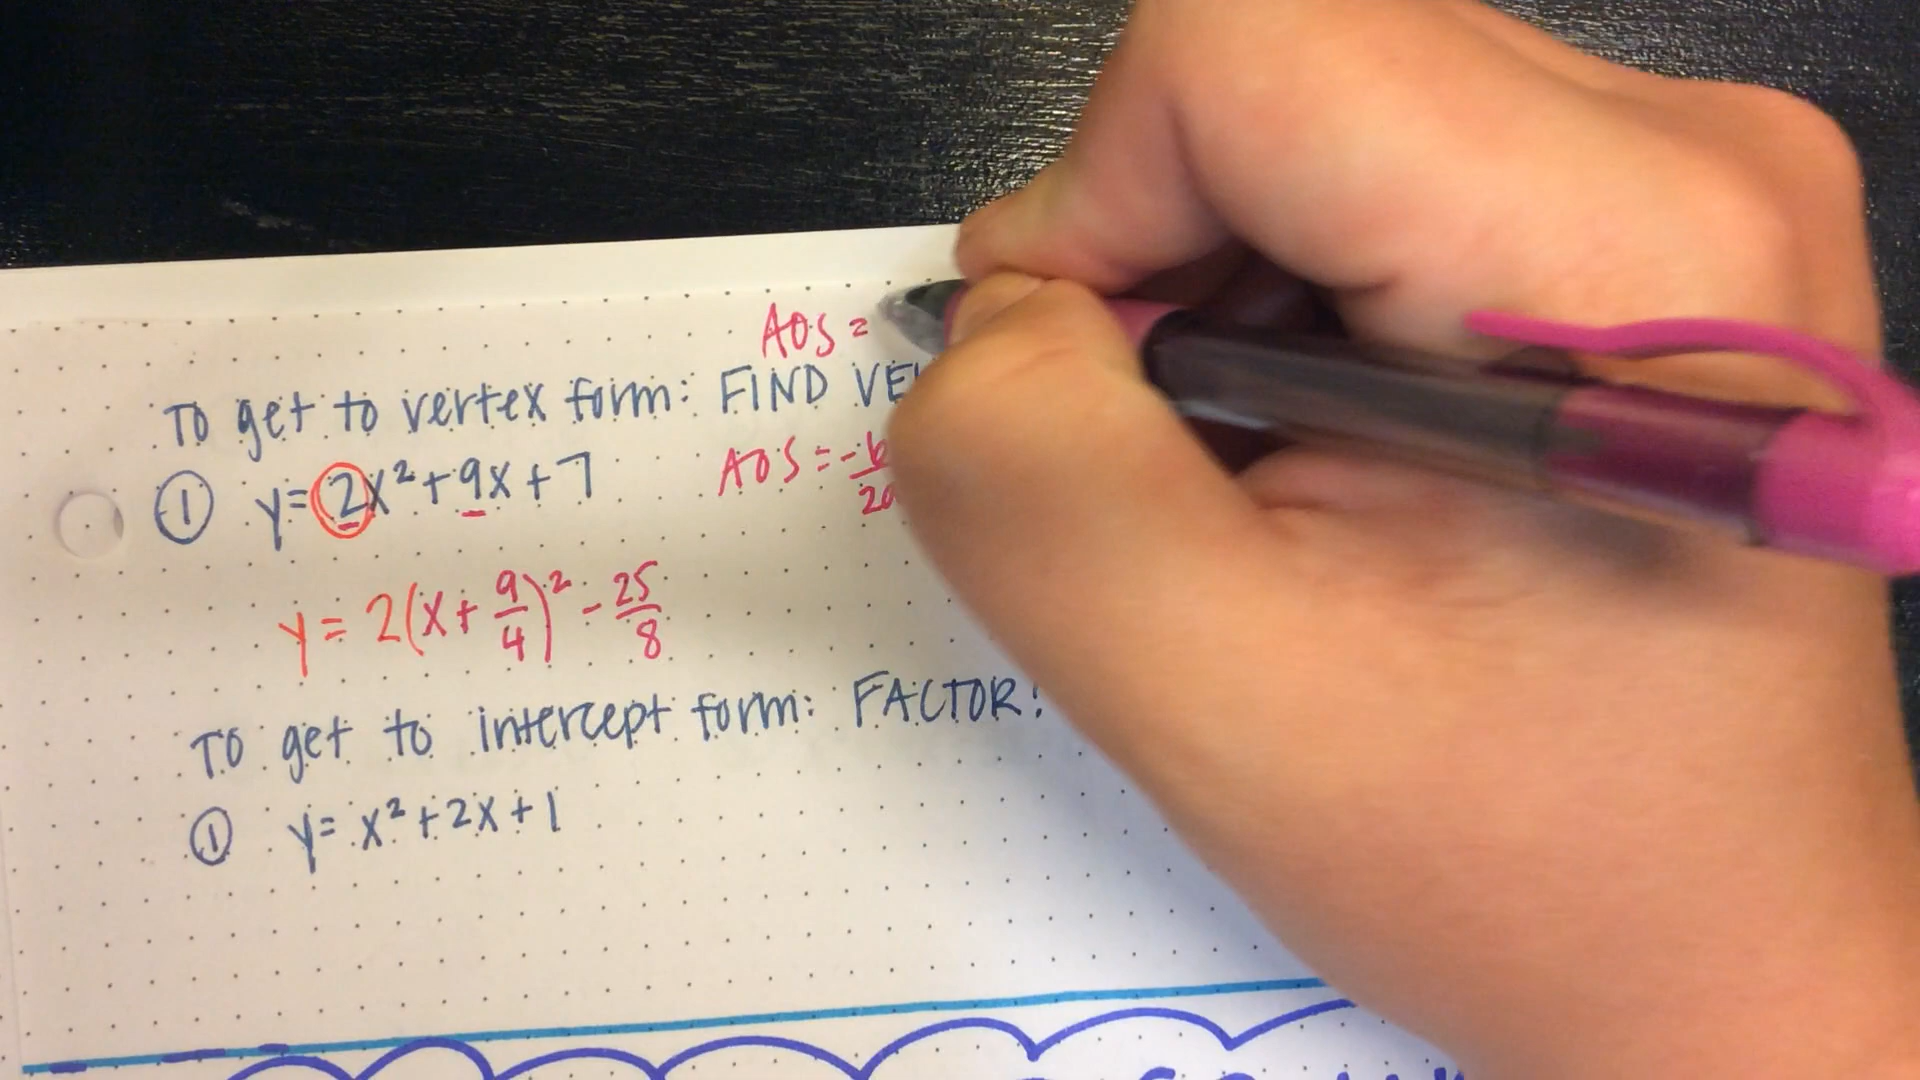 AOS =
To get to vertex form: FIND
① y = 2x² + 9x + 7
AOS = -b/2a
y = 2(x + 9/4)² - 25/8
To get to intercept form: FACTOR!
① y = x² + 2x + 1